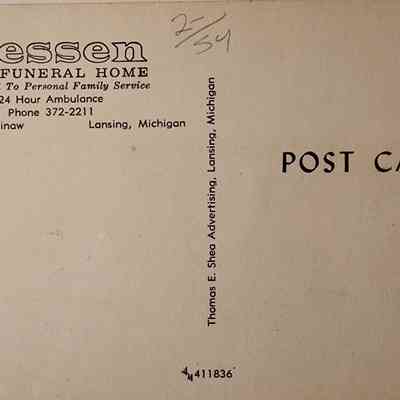 essen
FUNERAL HOME
To Personal Family Service
24 Hour Ambulance
Phone 372-2211
inaw Lansing, Michigan
2-/54
Thomas E. Shea Advertising, Lansing, Michigan
POST CA
411836